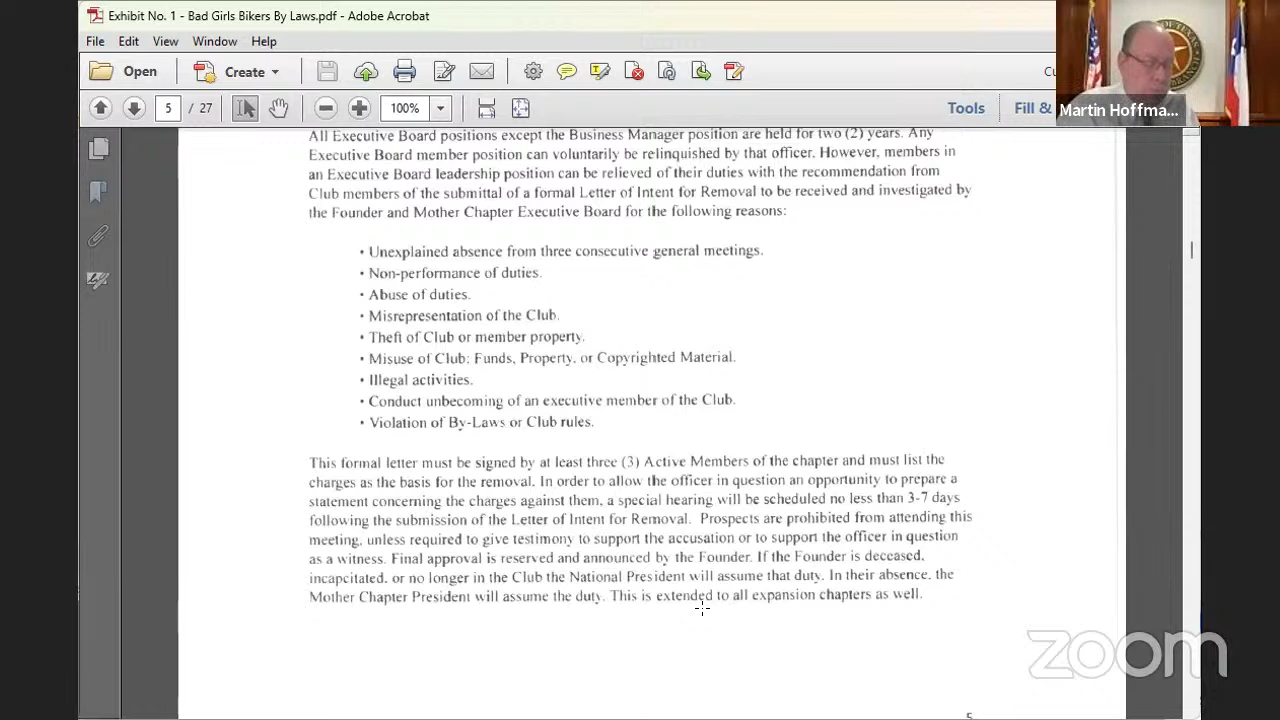 Exhibit No. 1 - Bad Girls Bikers By Laws.pdf - Adobe Acrobat
File Edit View Window Help
Open Create
5 / 27 100% Tools Fill &
Martin Hoffma...
All Executive Board positions except the Business Manager position are held for two (2) years. Any
Executive Board member position can voluntarily be relinquished by that officer. However, members in
an Executive Board leadership position can be relieved of their duties with the recommendation from
Club members of the submittal of a formal Letter of Intent for Removal to be received and investigated by
the Founder and Mother Chapter Executive Board for the following reasons:
• Unexplained absence from three consecutive general meetings.
• Non-performance of duties.
• Abuse of duties.
• Misrepresentation of the Club.
• Theft of Club or member property.
• Misuse of Club: Funds, Property, or Copyrighted Material.
• Illegal activities.
• Conduct unbecoming of an executive member of the Club.
• Violation of By-Laws or Club rules.
This formal letter must be signed by at least three (3) Active Members of the chapter and must list the
charges as the basis for the removal. In order to allow the officer in question an opportunity to prepare a
statement concerning the charges against them, a special hearing will be scheduled no less than 3-7 days
following the submission of the Letter of Intent for Removal. Prospects are prohibited from attending this
meeting, unless required to give testimony to support the accusation or to support the officer in question
as a witness. Final approval is reserved and announced by the Founder. If the Founder is deceased,
incapcitated, or no longer in the Club the National President will assume that duty. In their absence, the
Mother Chapter President will assume the duty. This is extended to all expansion chapters as well.
zoom
5